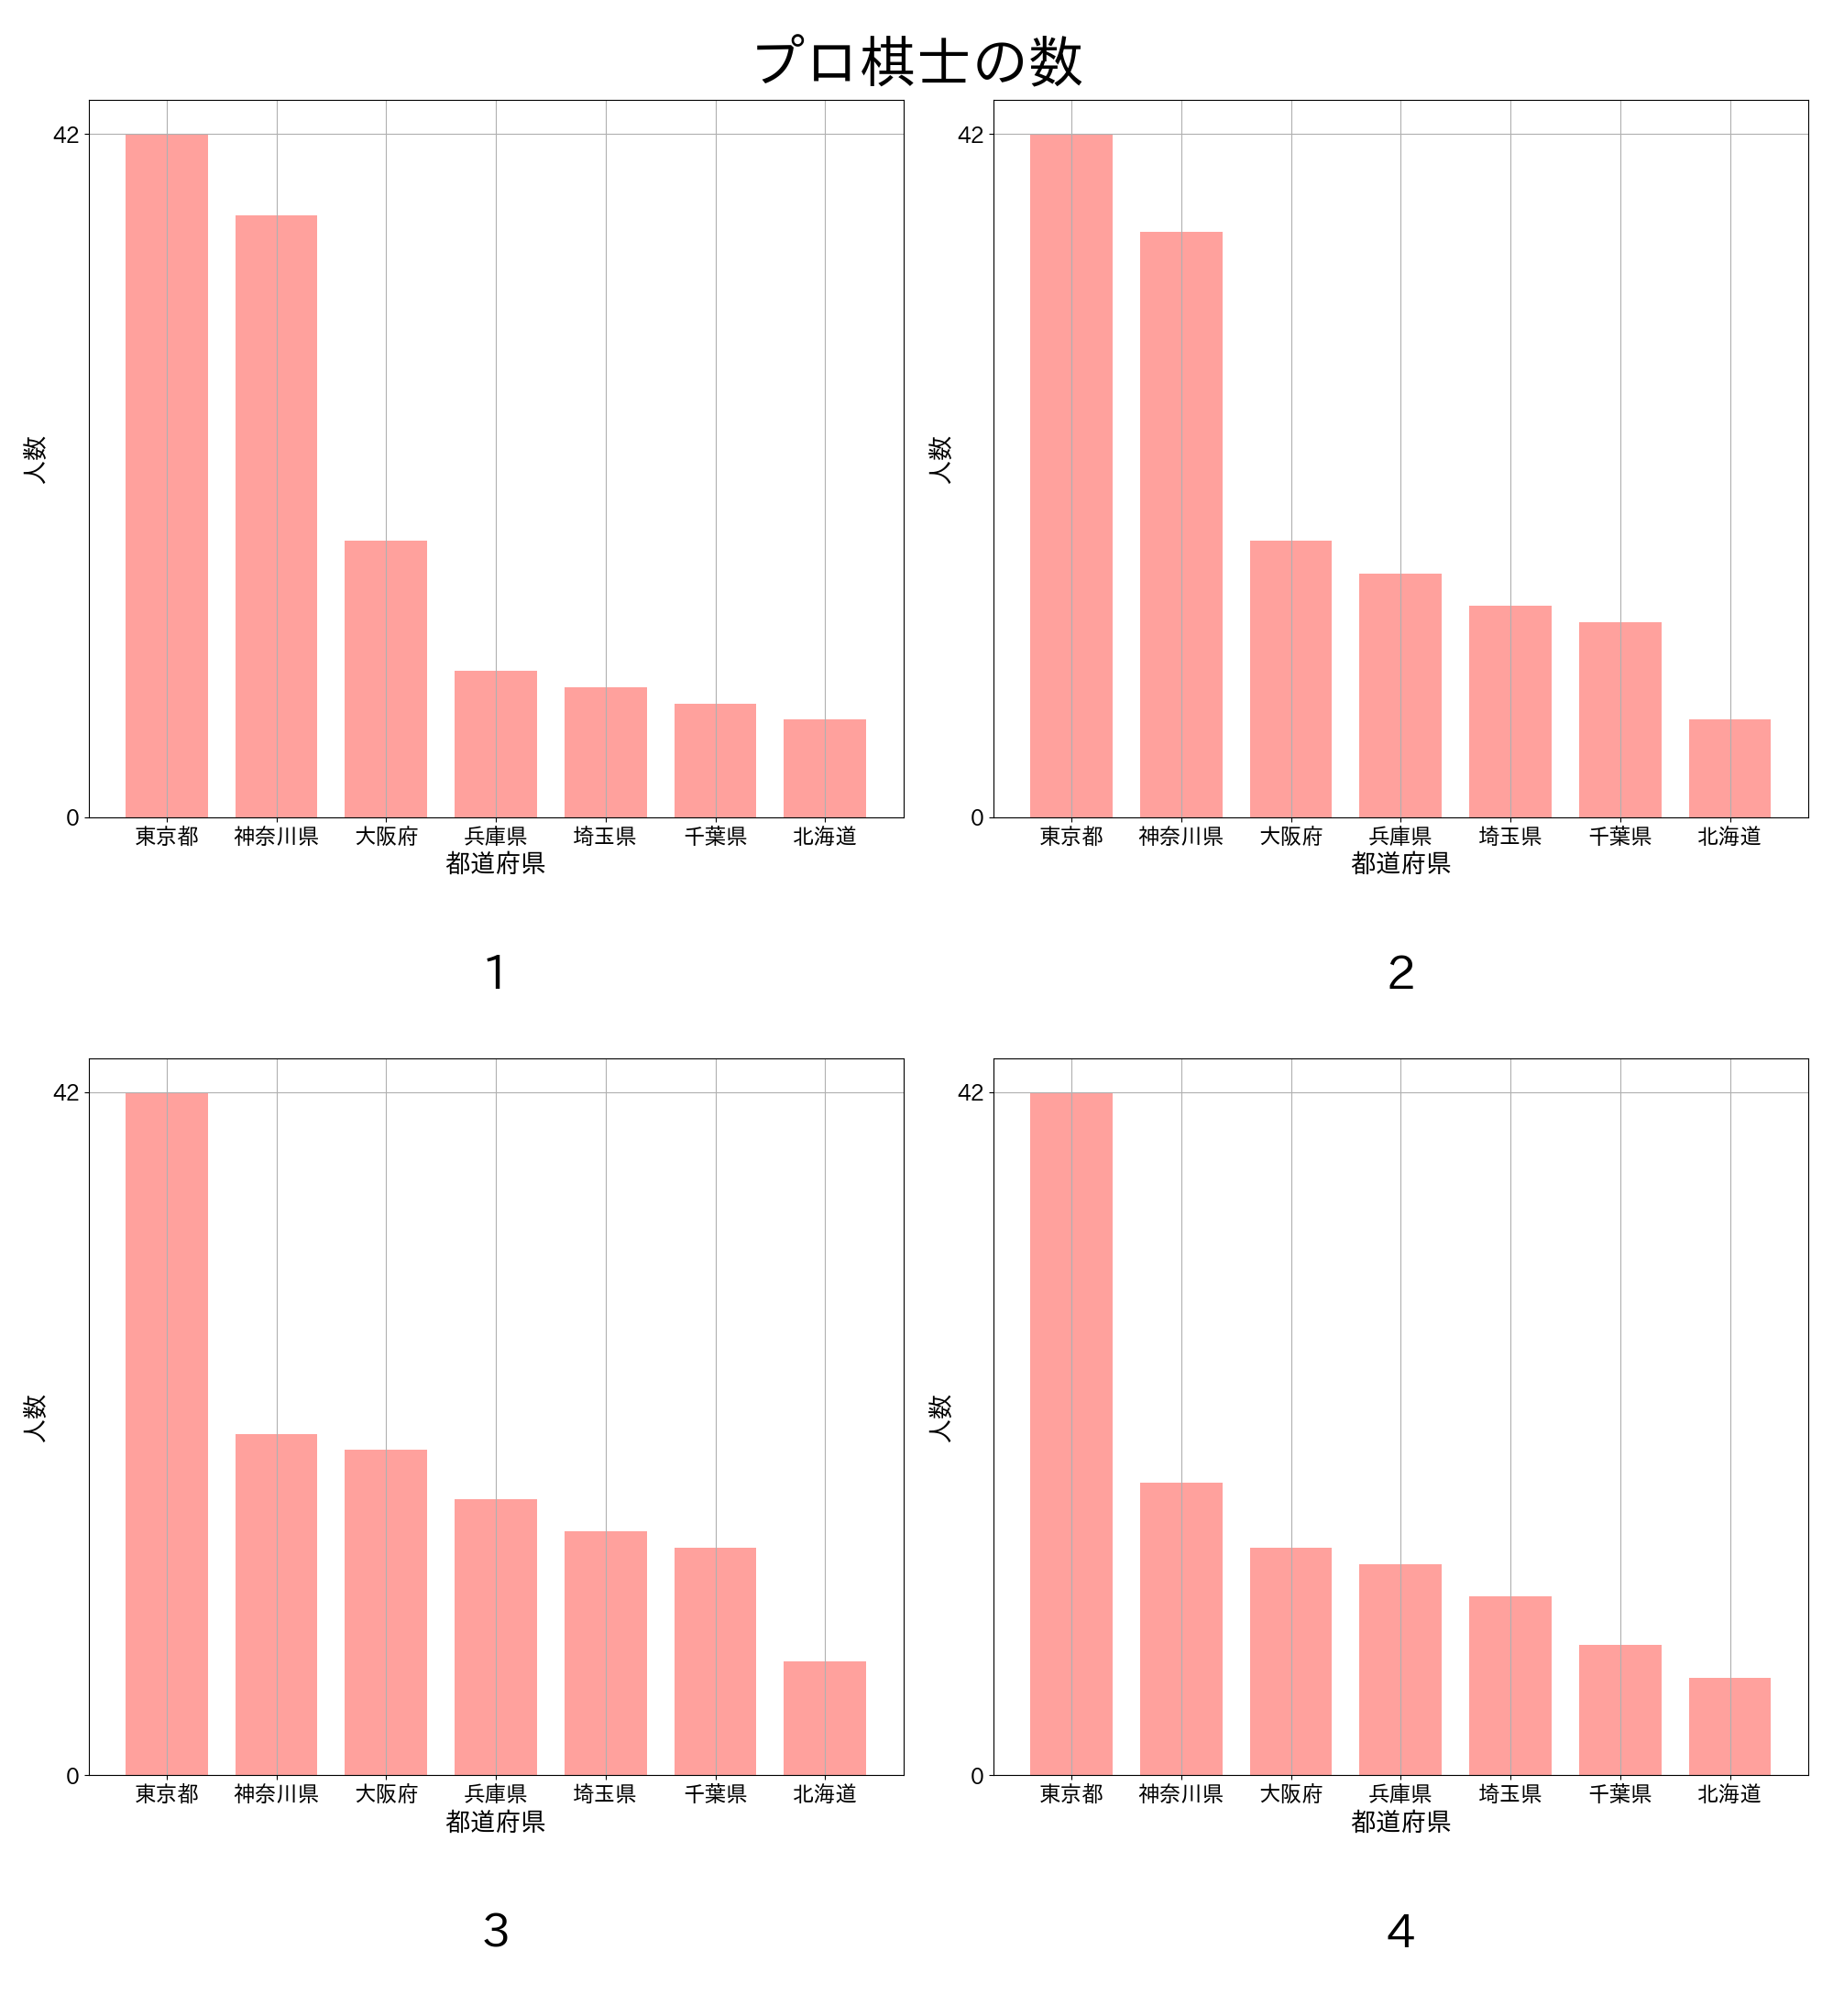 プロ棋士の数
42
0
人数
東京都 神奈川県 大阪府 兵庫県 埼玉県 千葉県 北海道
都道府県
1
42
0
人数
東京都 神奈川県 大阪府 兵庫県 埼玉県 千葉県 北海道
都道府県
2
42
0
人数
東京都 神奈川県 大阪府 兵庫県 埼玉県 千葉県 北海道
都道府県
3
42
0
人数
東京都 神奈川県 大阪府 兵庫県 埼玉県 千葉県 北海道
都道府県
4